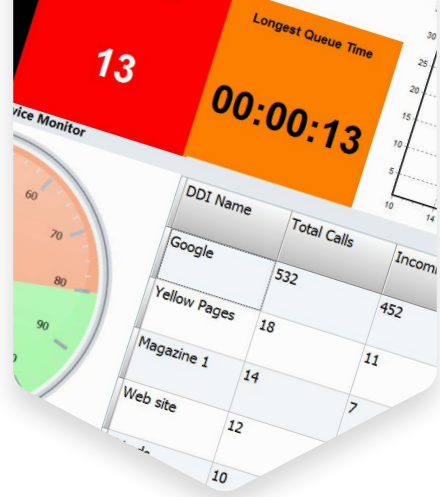 Longest Queue Time
13
00:00:13
30
25
20
15
10
5
10 14
vice Monitor
60
70
80
90
DDI Name Total Calls Incomi
Google 532 452
Yellow Pages 18 11
Magazine 1 14 7
Web site 12
10